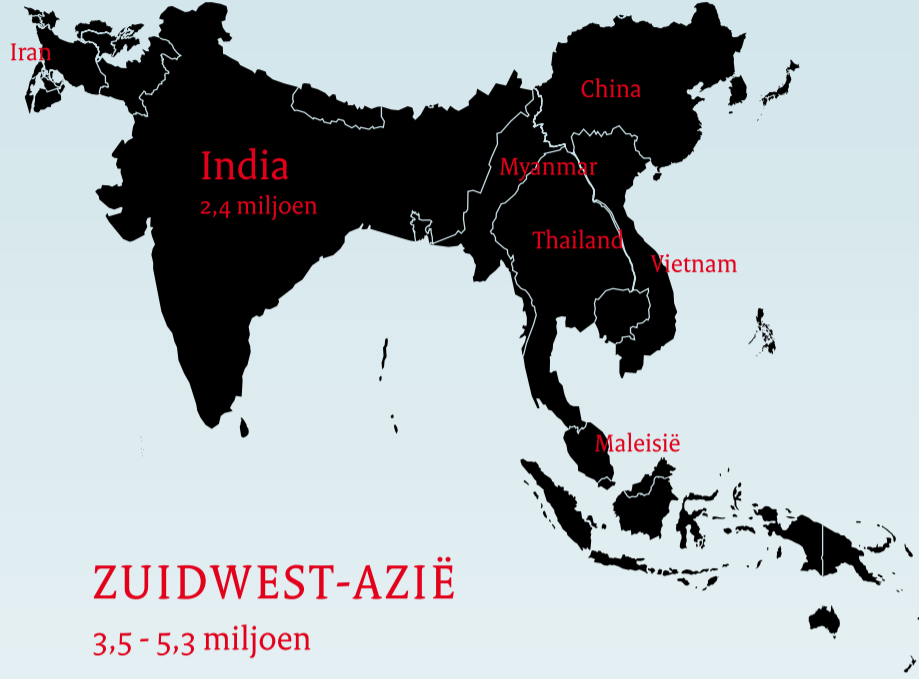 Iran
China
India
2,4 miljoen
Myanmar
Thailand
Vietnam
Maleisië
ZUIDWEST-AZIË
3,5 - 5,3 miljoen